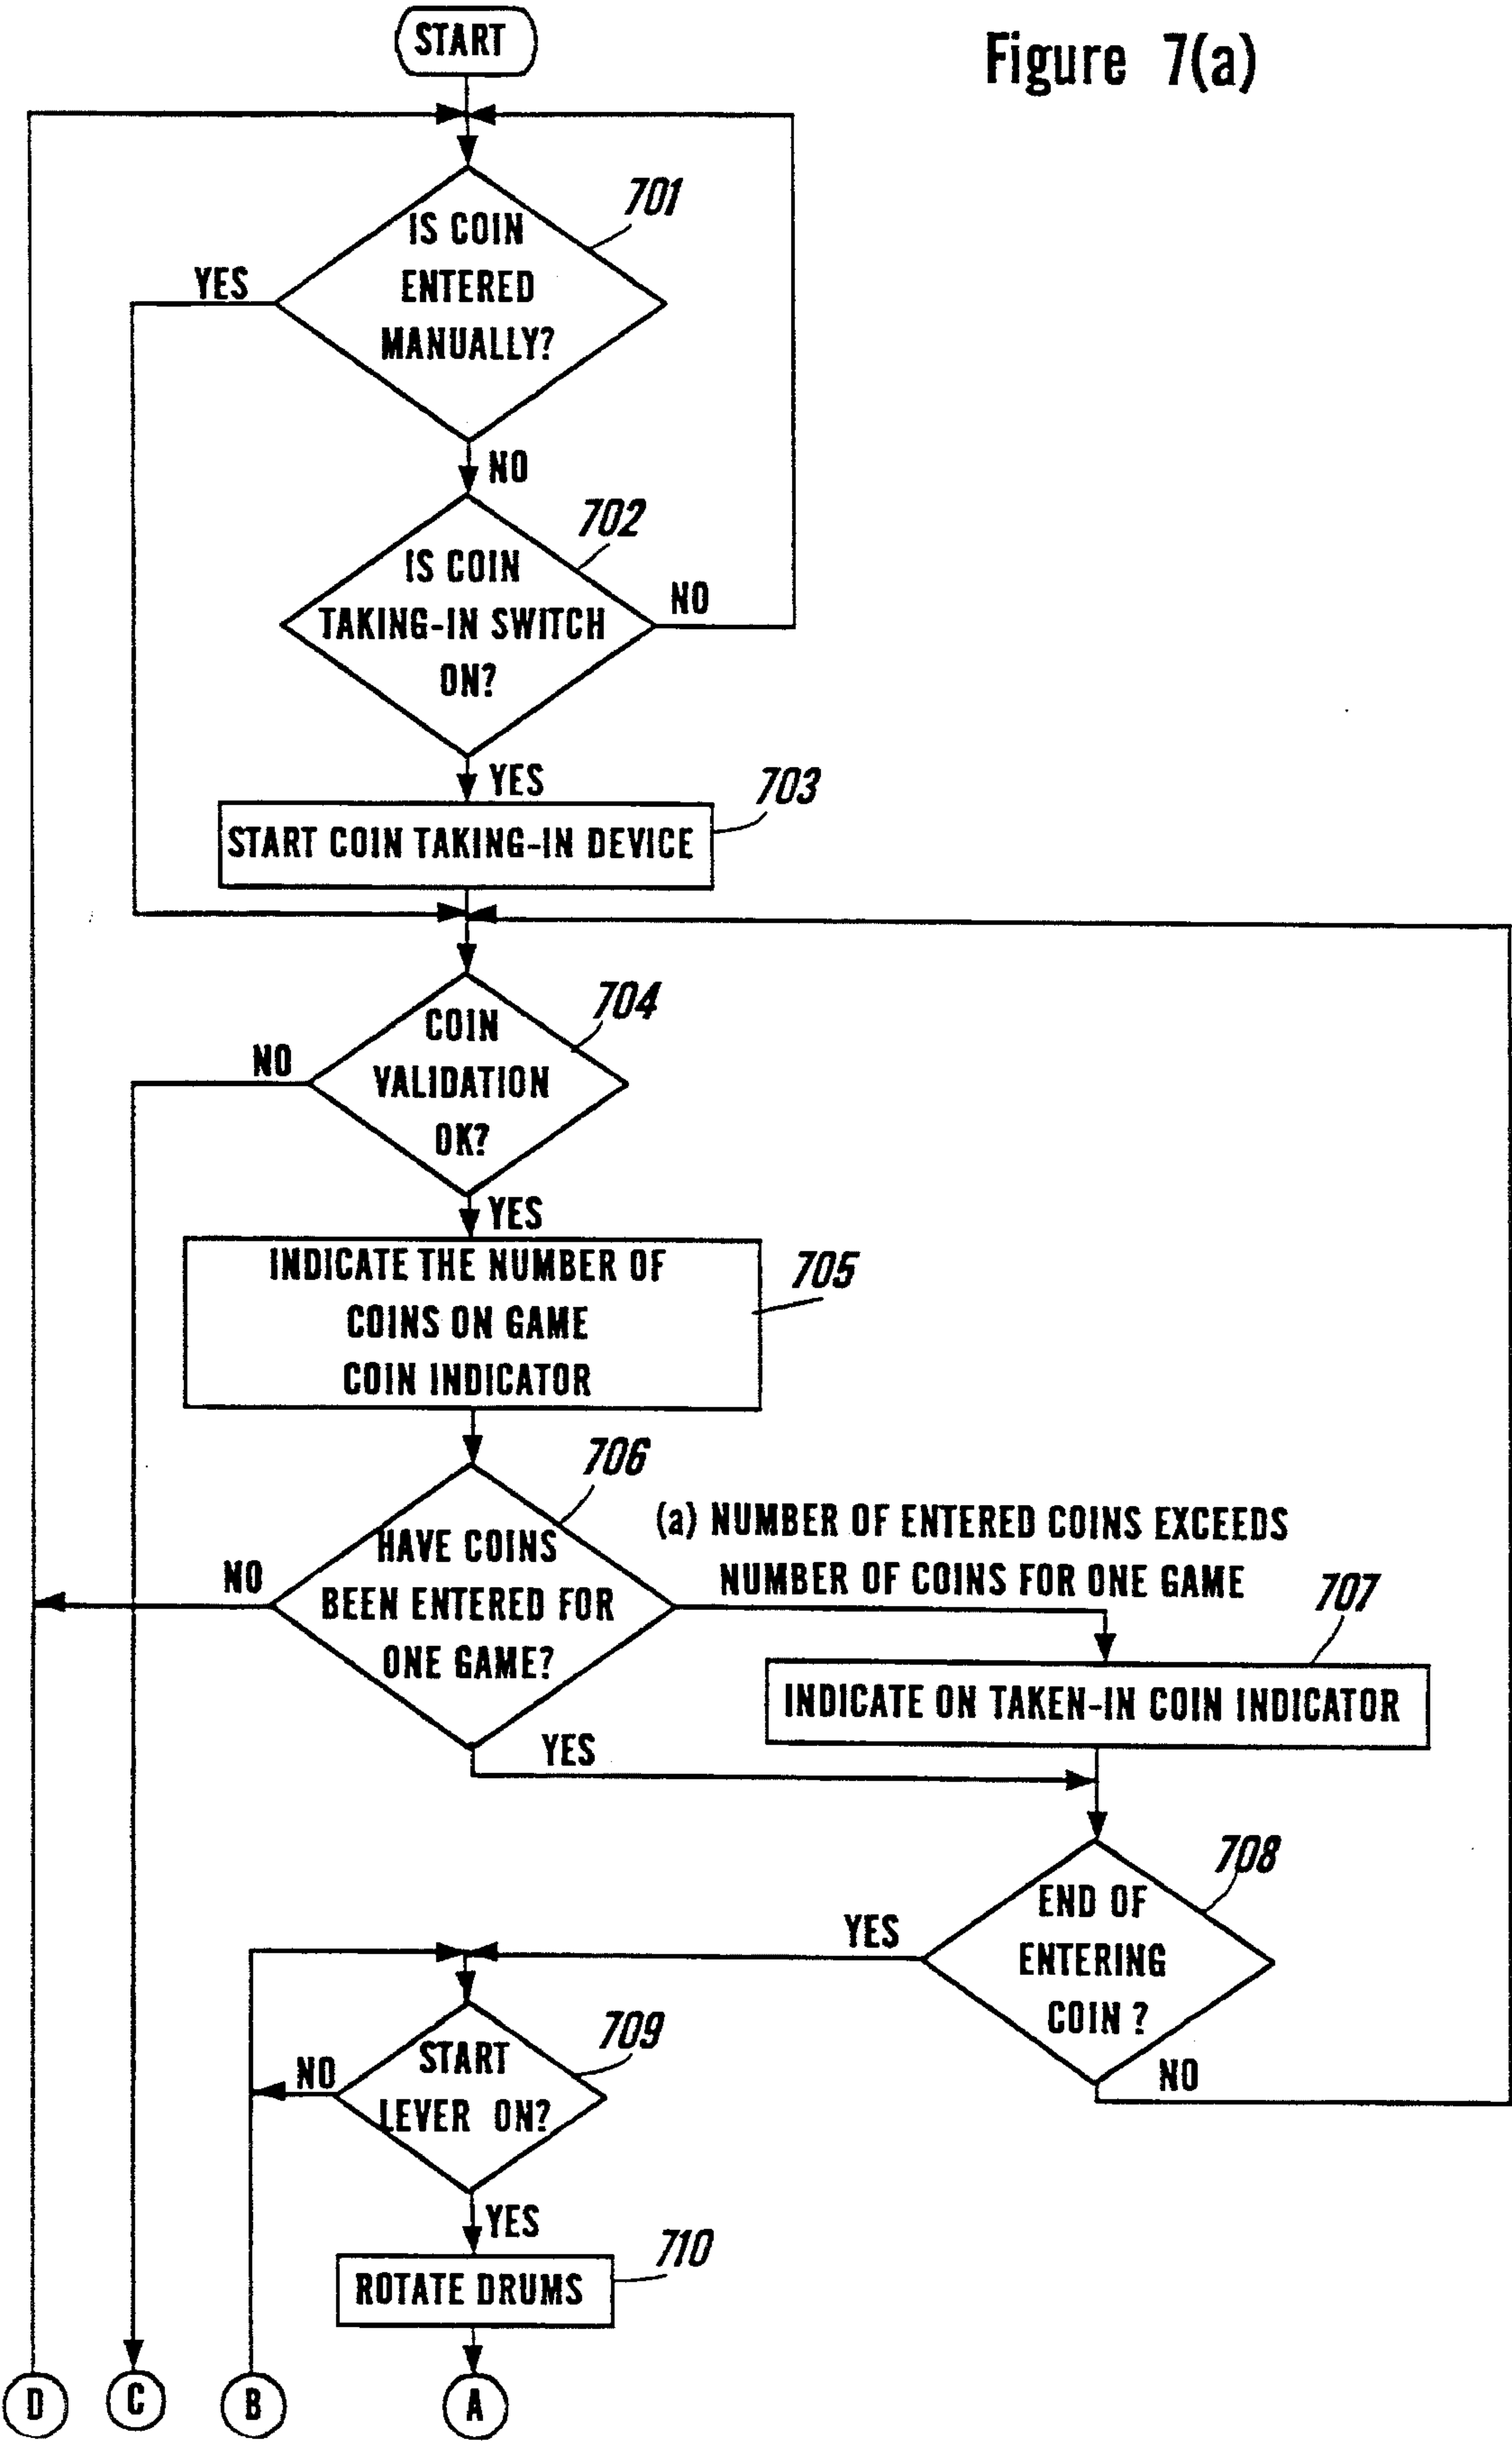 START
Figure 7(a)
701
IS COIN
ENTERED
MANUALLY?
YES
NO
702
IS COIN
TAKING-IN SWITCH
ON?
NO
YES
703
START COIN TAKING-IN DEVICE
704
COIN
VALIDATION
OK?
NO
YES
INDICATE THE NUMBER OF
COINS ON GAME
COIN INDICATOR
705
706
HAVE COINS
BEEN ENTERED FOR
ONE GAME?
NO
(a) NUMBER OF ENTERED COINS EXCEEDS
NUMBER OF COINS FOR ONE GAME
707
INDICATE ON TAKEN-IN COIN INDICATOR
YES
708
END OF
ENTERING
COIN ?
YES
NO
709
START
LEVER ON?
NO
YES
710
ROTATE DRUMS
D
C
B
A